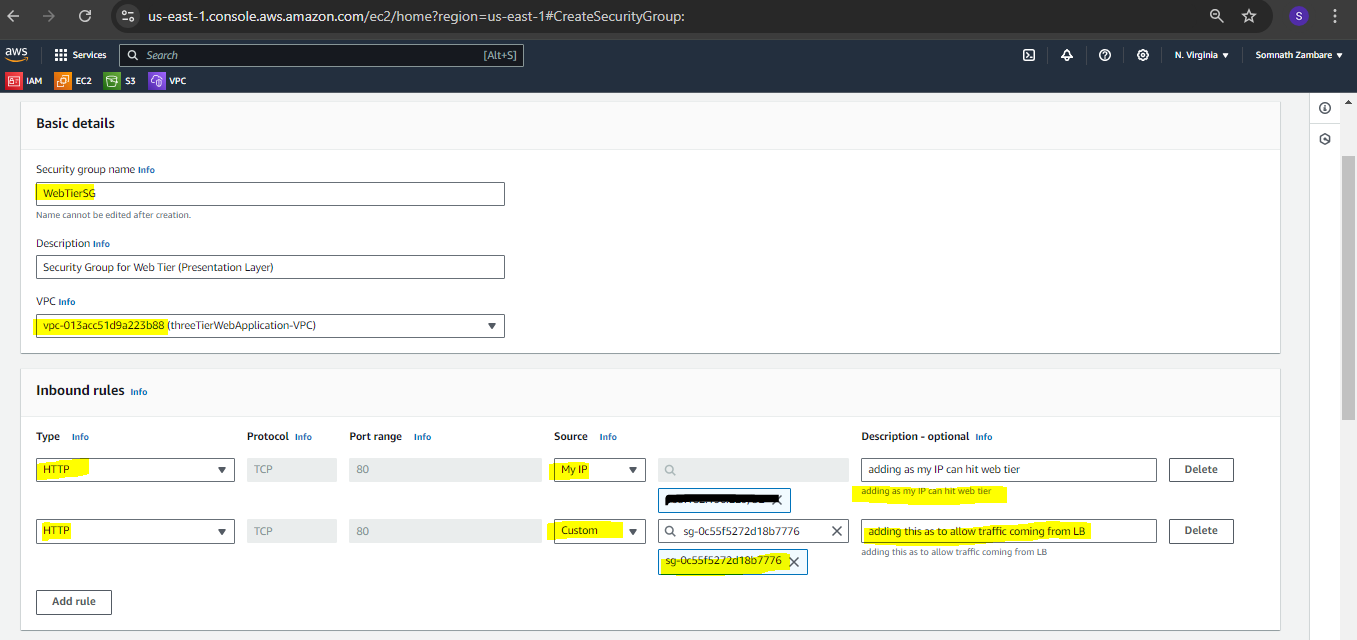 us-east-1.console.aws.amazon.com/ec2/home?region=us-east-1#CreateSecurityGroup:
S
aws
Services
Search
[Alt+S]
N. Virginia
Somnath Zambare
IAM
EC2
S3
VPC
Basic details
Security group name Info
WebTierSG
Name cannot be edited after creation.
Description Info
Security Group for Web Tier (Presentation Layer)
VPC Info
vpc-013acc51d9a223b88 (threeTierWebApplication-VPC)
Inbound rules Info
Type Info Protocol Info Port range Info Source Info Description - optional Info
HTTP TCP 80 My IP adding as my IP can hit web tier Delete
adding as my IP can hit web tier
HTTP TCP 80 Custom sg-0c55f5272d18b7776 adding this as to allow traffic coming from LB Delete
sg-0c55f5272d18b7776 adding this as to allow traffic coming from LB
Add rule